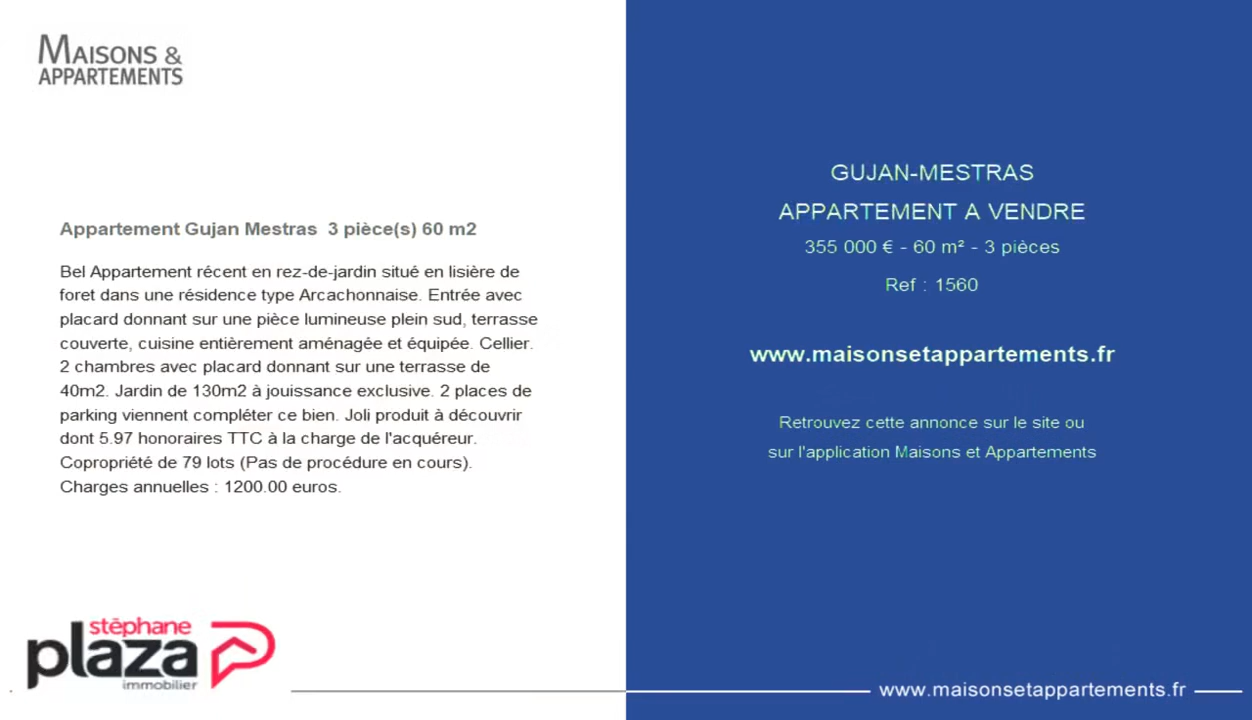 MAISONS &
APPARTEMENTS
Appartement Gujan Mestras 3 pièce(s) 60 m2
Bel Appartement récent en rez-de-jardin situé en lisière de
foret dans une résidence type Arcachonnaise. Entrée avec
placard donnant sur une pièce lumineuse plein sud, terrasse
couverte, cuisine entièrement aménagée et équipée. Cellier.
2 chambres avec placard donnant sur une terrasse de
40m2. Jardin de 130m2 à jouissance exclusive. 2 places de
parking viennent compléter ce bien. Joli produit à découvrir
dont 5.97 honoraires TTC à la charge de l'acquéreur.
Copropriété de 79 lots (Pas de procédure en cours).
Charges annuelles : 1200.00 euros.
stéphane
plaza
immobilier
GUJAN-MESTRAS
APPARTEMENT A VENDRE
355 000 € - 60 m² - 3 pièces
Ref : 1560
www.maisonsetappartements.fr
Retrouvez cette annonce sur le site ou
sur l'application Maisons et Appartements
www.maisonsetappartements.fr